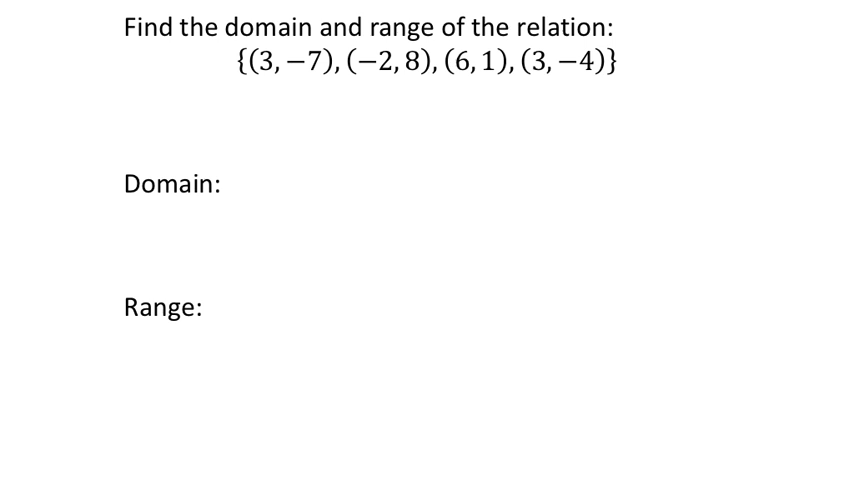 Find the domain and range of the relation:
{(3, −7), (−2, 8), (6, 1), (3, −4)}
Domain:
Range: